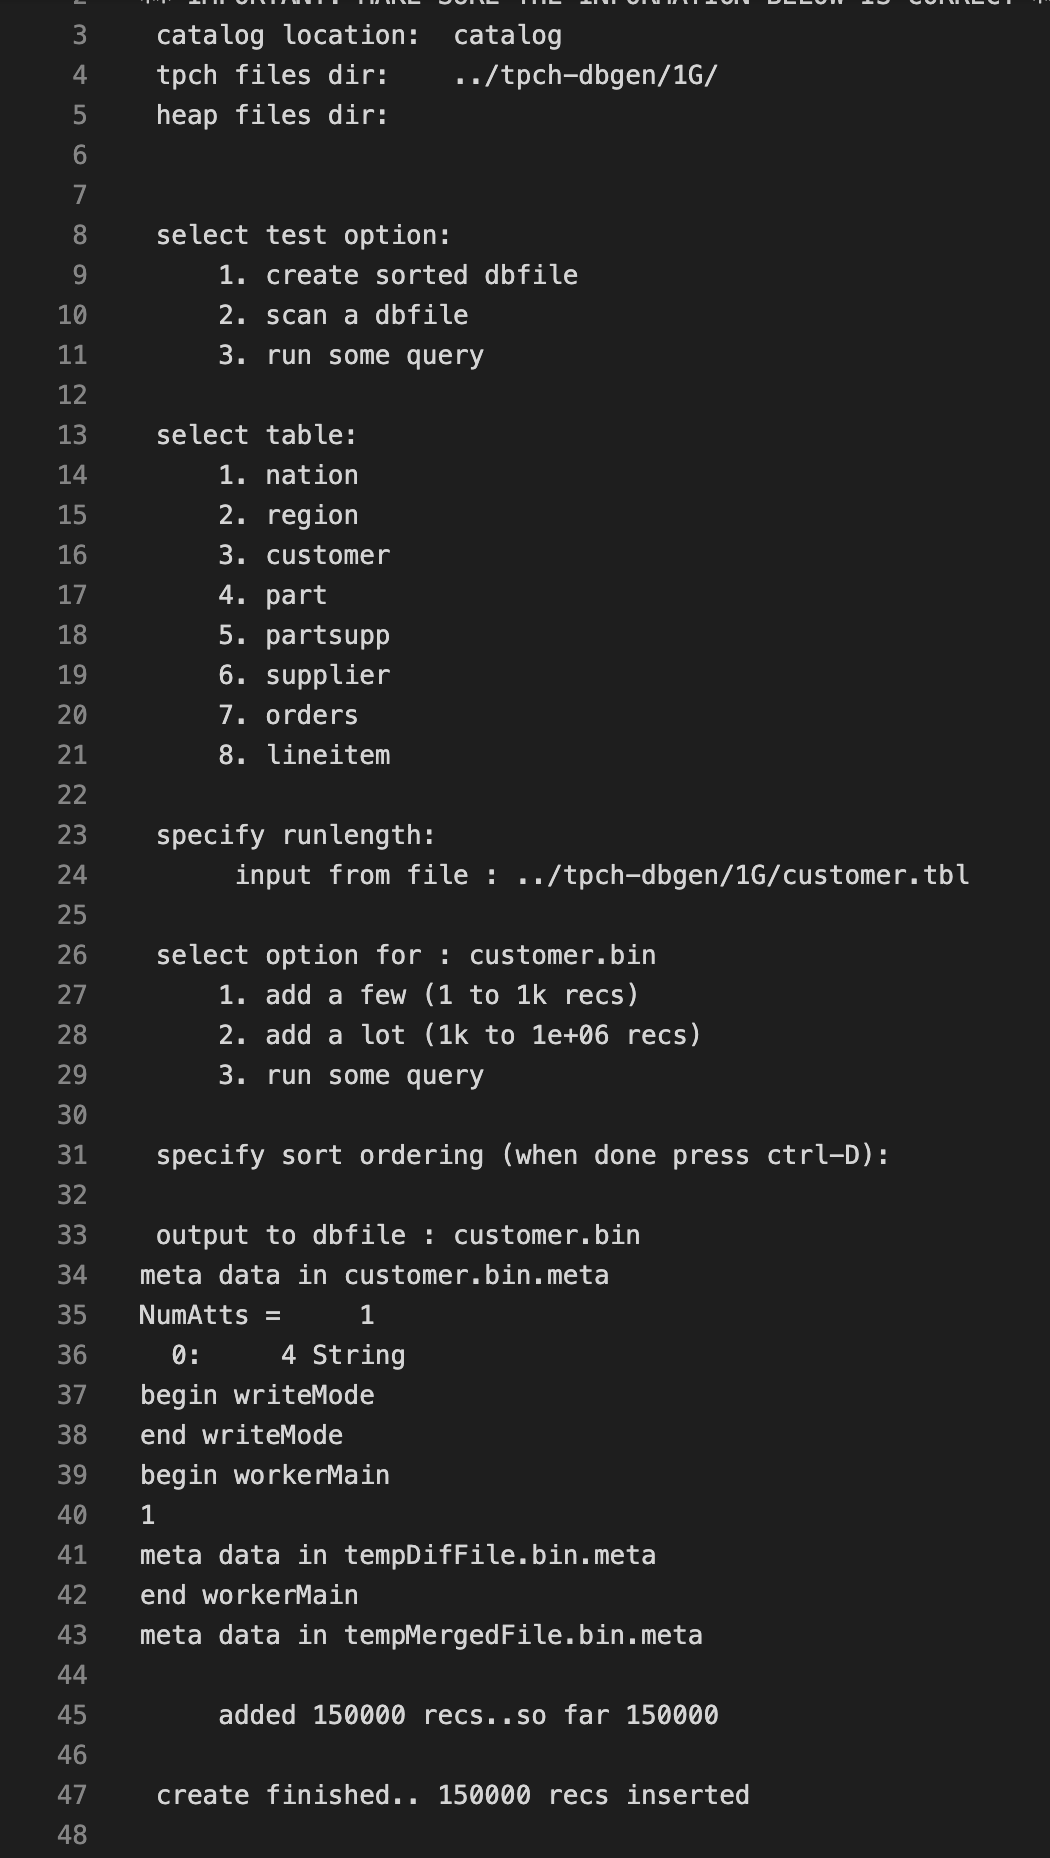 2 ** IMPORTANT: MAKE SURE THE INFORMATION BELOW IS CORRECT **
3 catalog location:  catalog
4 tpch files dir:    ../tpch-dbgen/1G/
5 heap files dir:
6
7
8 select test option:
9 1. create sorted dbfile
10 2. scan a dbfile
11 3. run some query
12
13 select table:
14 1. nation
15 2. region
16 3. customer
17 4. part
18 5. partsupp
19 6. supplier
20 7. orders
21 8. lineitem
22
23 specify runlength:
24 input from file : ../tpch-dbgen/1G/customer.tbl
25
26 select option for : customer.bin
27 1. add a few (1 to 1k recs)
28 2. add a lot (1k to 1e+06 recs)
29 3. run some query
30
31 specify sort ordering (when done press ctrl-D):
32
33 output to dbfile : customer.bin
34 meta data in customer.bin.meta
35 NumAtts =     1
36 0:     4 String
37 begin writeMode
38 end writeMode
39 begin workerMain
40 1
41 meta data in tempDifFile.bin.meta
42 end workerMain
43 meta data in tempMergedFile.bin.meta
44
45 added 150000 recs..so far 150000
46
47 create finished.. 150000 recs inserted
48